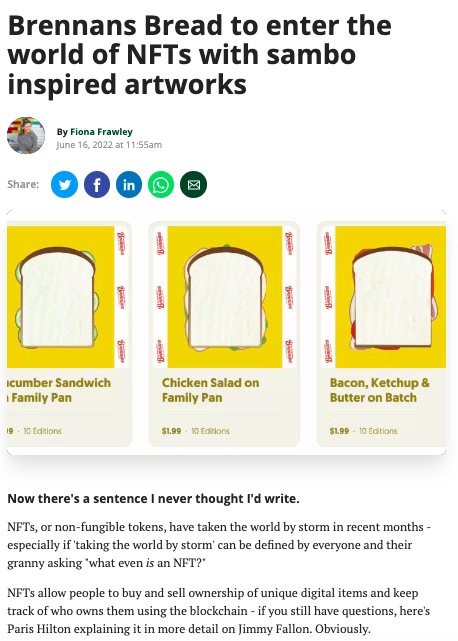 Brennans Bread to enter the
world of NFTs with sambo
inspired artworks
By Fiona Frawley
June 16, 2022 at 11:55am
Share:
Sandwich
Family Pan
10 Editions
Chicken Salad on
Family Pan
$1.99 · 10 Editions
Bacon, Ketchup &
Butter on Batch
$1.99 · 10 Editions
Now there's a sentence I never thought I'd write.
NFTs, or non-fungible tokens, have taken the world by storm in recent months -
especially if 'taking the world by storm' can be defined by everyone and their
granny asking "what even is an NFT?"
NFTs allow people to buy and sell ownership of unique digital items and keep
track of who owns them using the blockchain - if you still have questions, here's
Paris Hilton explaining it in more detail on Jimmy Fallon. Obviously.